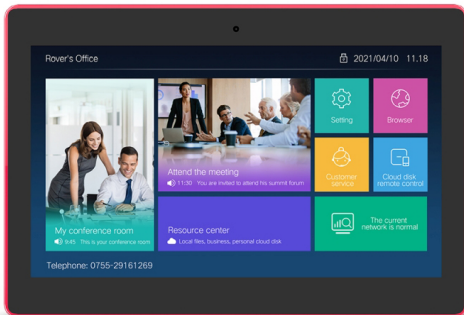 Rover's Office
2021/04/10 11.18
Setting
Browser
Attend the meeting
11:30 You are invited to attend his summit forum
Customer
service
Cloud disk
remote control
My conference room
9:45 This is your conference room
Resource center
Local files, business, personal cloud disk
The current
network is normal
Telephone: 0755-29161269